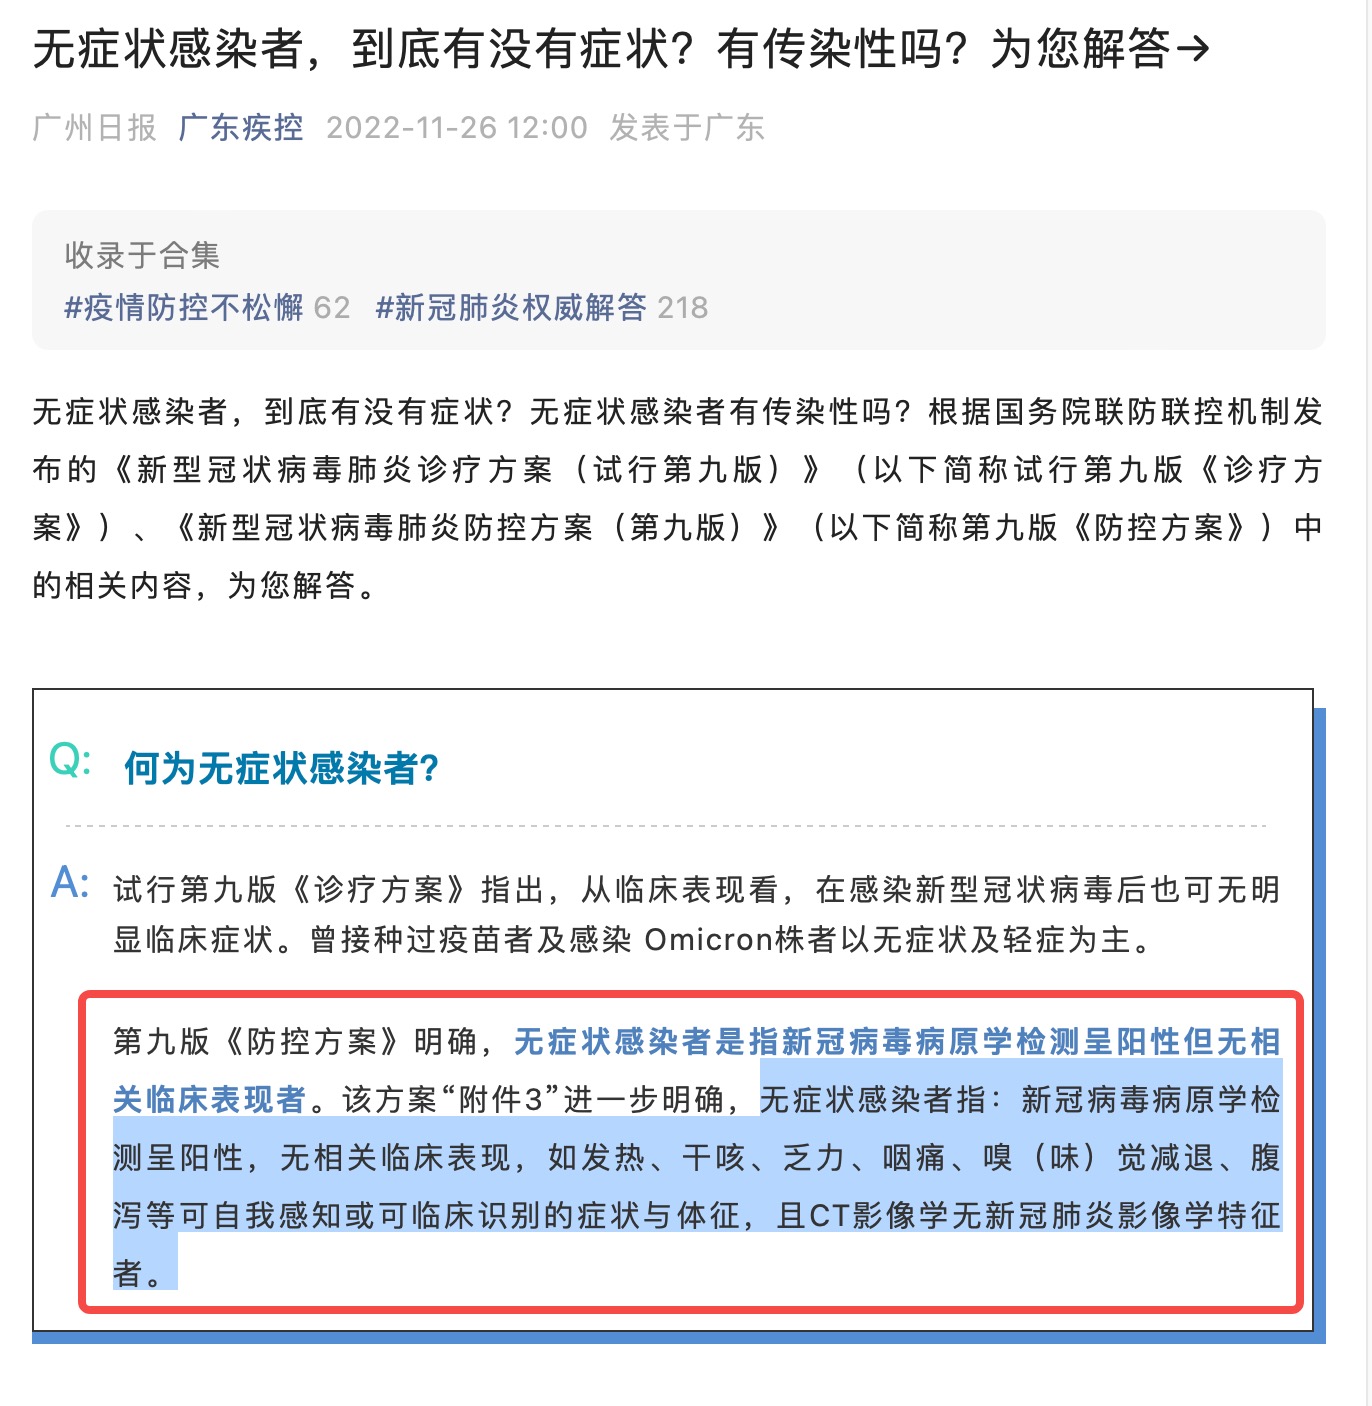 无症状感染者，到底有没有症状？有传染性吗？为您解答→
广州日报 广东疾控 2022-11-26 12:00 发表于广东
收录于合集
#疫情防控不松懈 62 #新冠肺炎权威解答 218
无症状感染者，到底有没有症状？无症状感染者有传染性吗？根据国务院联防联控机制发
布的《新型冠状病毒肺炎诊疗方案（试行第九版）》（以下简称试行第九版《诊疗方
案》）、《新型冠状病毒肺炎防控方案（第九版）》（以下简称第九版《防控方案》）中
的相关内容，为您解答。
Q: 何为无症状感染者?
A: 试行第九版《诊疗方案》指出，从临床表现看，在感染新型冠状病毒后也可无明
显临床症状。曾接种过疫苗者及感染 Omicron株者以无症状及轻症为主。
第九版《防控方案》明确，无症状感染者是指新冠病毒病原学检测呈阳性但无相
关临床表现者。该方案“附件3”进一步明确，无症状感染者指：新冠病毒病原学检
测呈阳性，无相关临床表现，如发热、干咳、乏力、咽痛、嗅（味）觉减退、腹
泻等可自我感知或可临床识别的症状与体征，且CT影像学无新冠肺炎影像学特征
者。